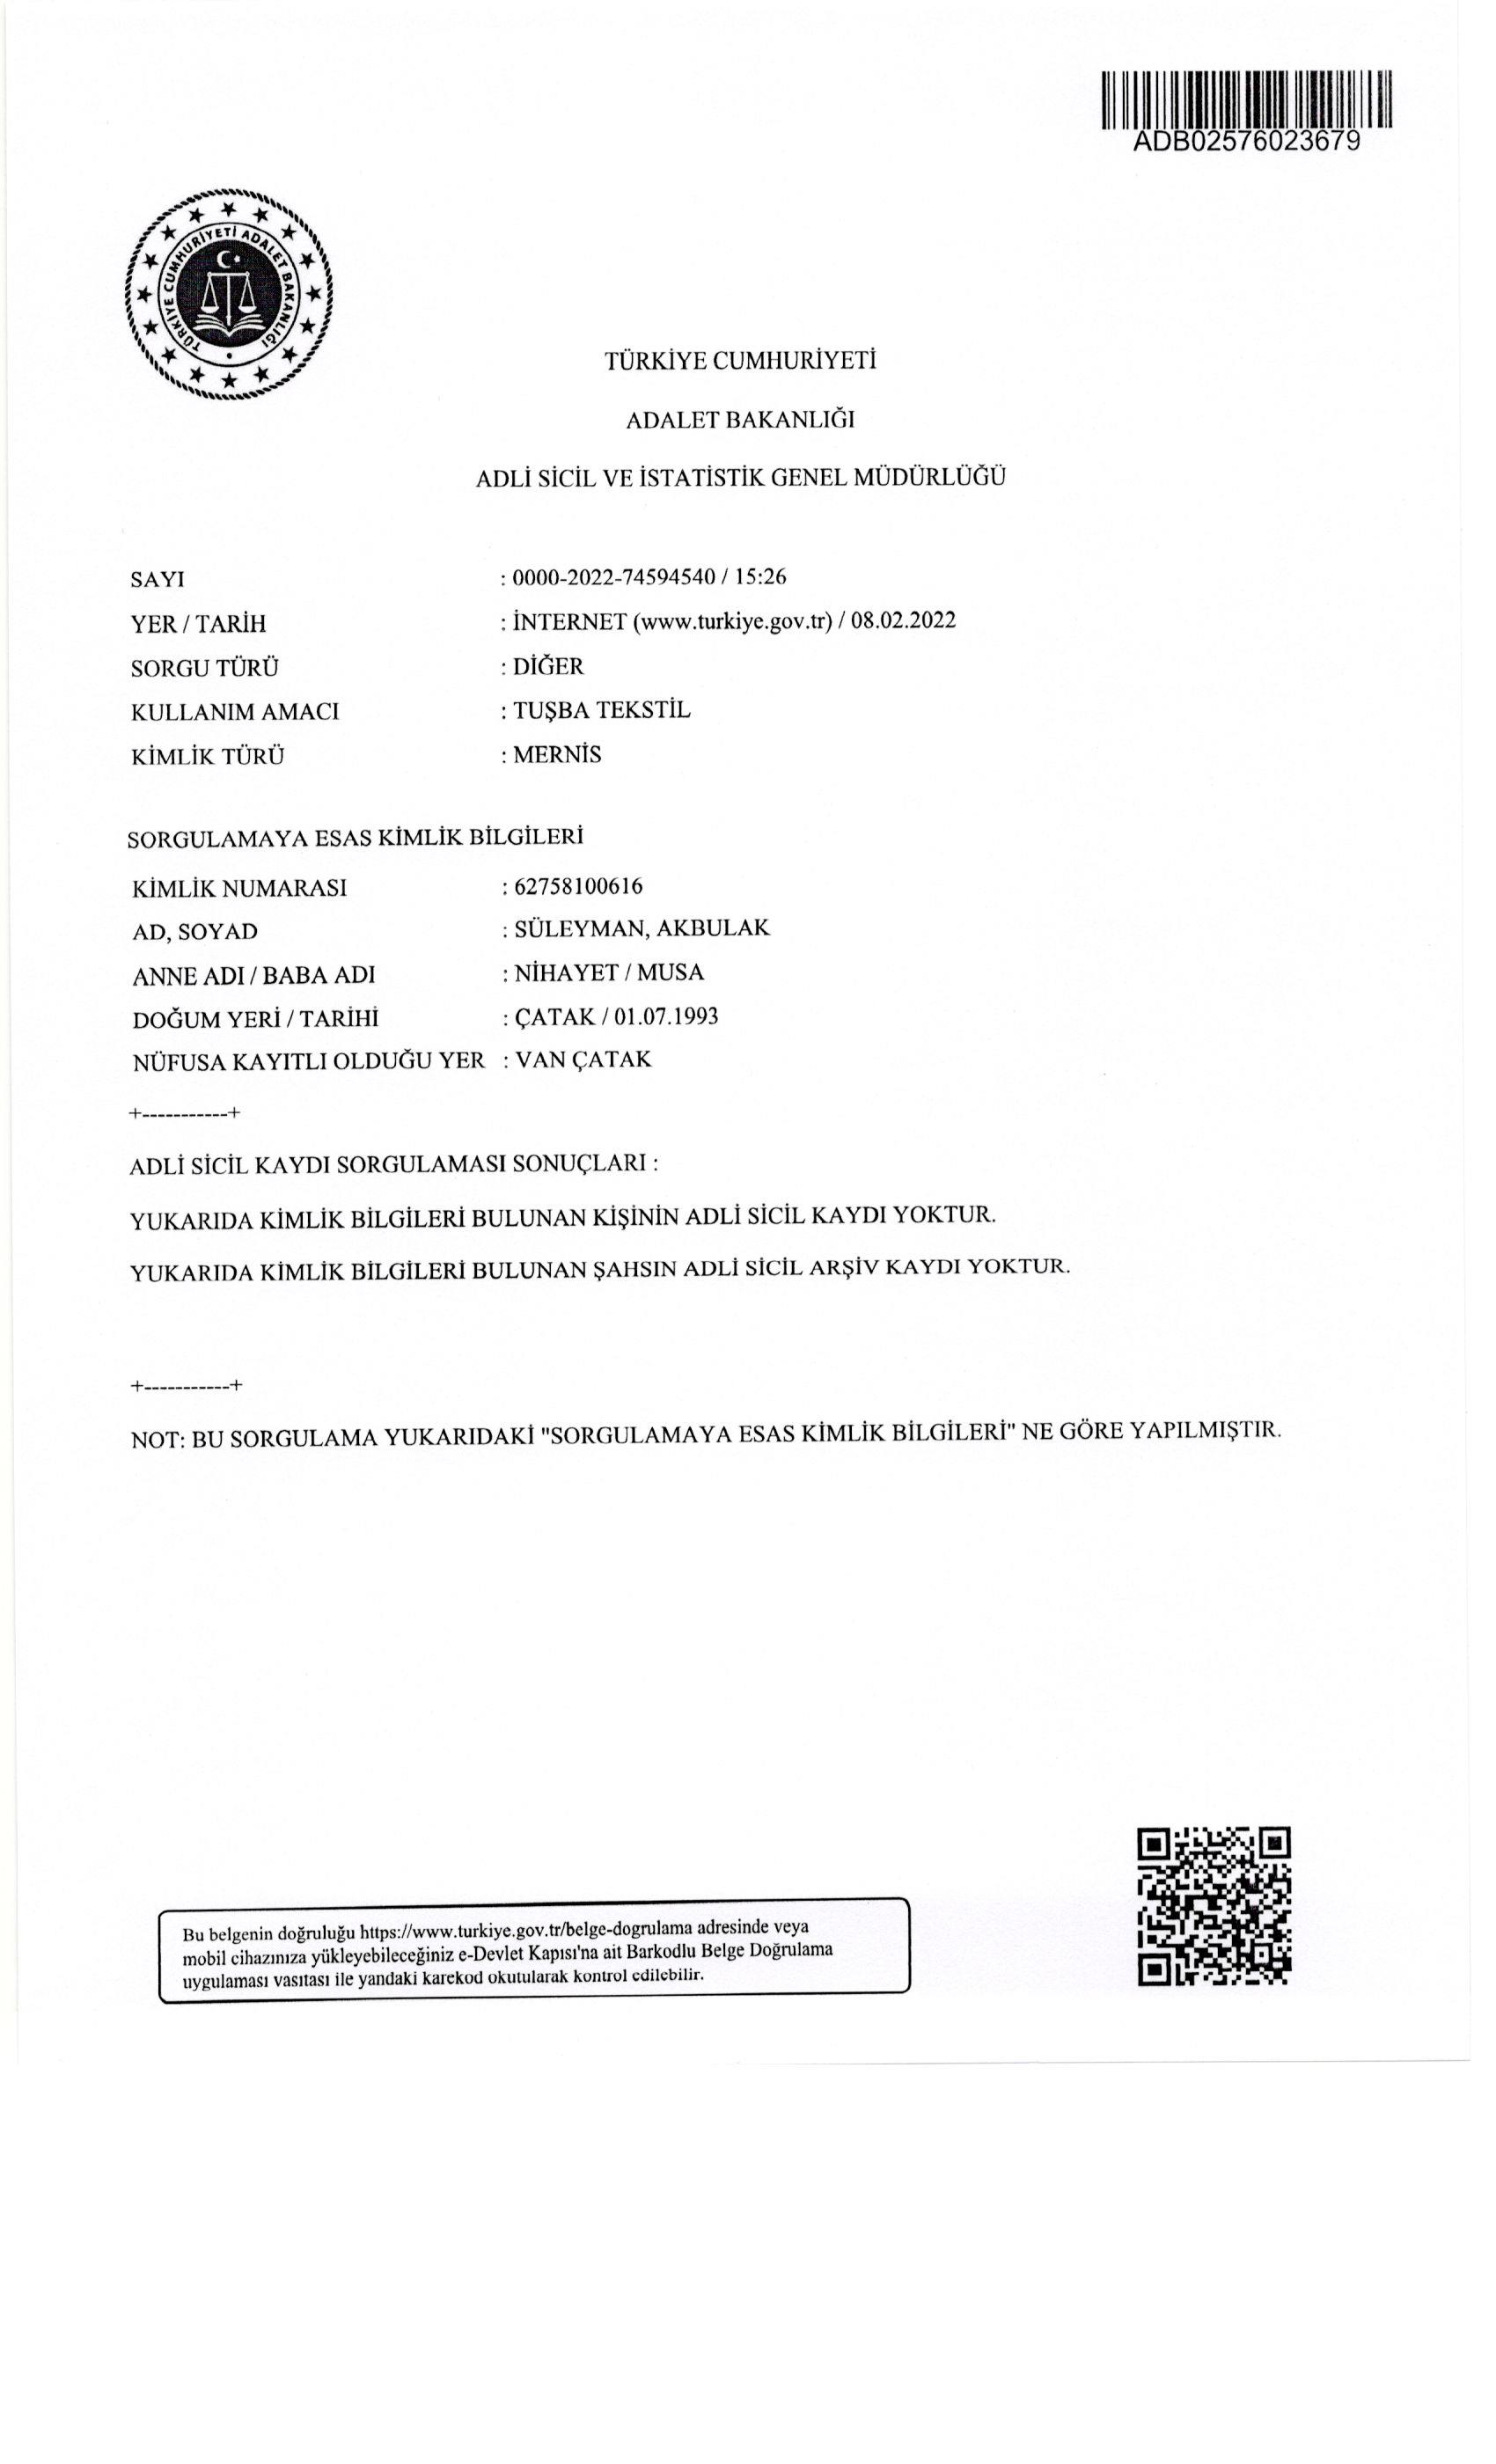 ADB02576023679
TÜRKİYE CUMHURİYETİ ADALET BAKANLIĞI
TÜRKİYE CUMHURİYETİ
ADALET BAKANLIĞI
ADLİ SİCİL VE İSTATİSTİK GENEL MÜDÜRLÜĞÜ
SAYI : 0000-2022-74594540 / 15:26
YER / TARİH : İNTERNET (www.turkiye.gov.tr) / 08.02.2022
SORGU TÜRÜ : DİĞER
KULLANIM AMACI : TUŞBA TEKSTİL
KİMLİK TÜRÜ : MERNİS
SORGULAMAYA ESAS KİMLİK BİLGİLERİ
KİMLİK NUMARASI : 62758100616
AD, SOYAD : SÜLEYMAN, AKBULAK
ANNE ADI / BABA ADI : NİHAYET / MUSA
DOĞUM YERİ / TARİHİ : ÇATAK / 01.07.1993
NÜFUSA KAYITLI OLDUĞU YER : VAN ÇATAK
+-----------+
ADLİ SİCİL KAYDI SORGULAMASI SONUÇLARI :
YUKARIDA KİMLİK BİLGİLERİ BULUNAN KİŞİNİN ADLİ SİCİL KAYDI YOKTUR.
YUKARIDA KİMLİK BİLGİLERİ BULUNAN ŞAHSIN ADLİ SİCİL ARŞİV KAYDI YOKTUR.
+-----------+
NOT: BU SORGULAMA YUKARIDAKİ "SORGULAMAYA ESAS KİMLİK BİLGİLERİ" NE GÖRE YAPILMIŞTIR.
Bu belgenin doğruluğu https://www.turkiye.gov.tr/belge-dogrulama adresinde veya
mobil cihazınıza yükleyebileceğiniz e-Devlet Kapısı'na ait Barkodlu Belge Doğrulama
uygulaması vasıtası ile yandaki karekod okutularak kontrol edilebilir.